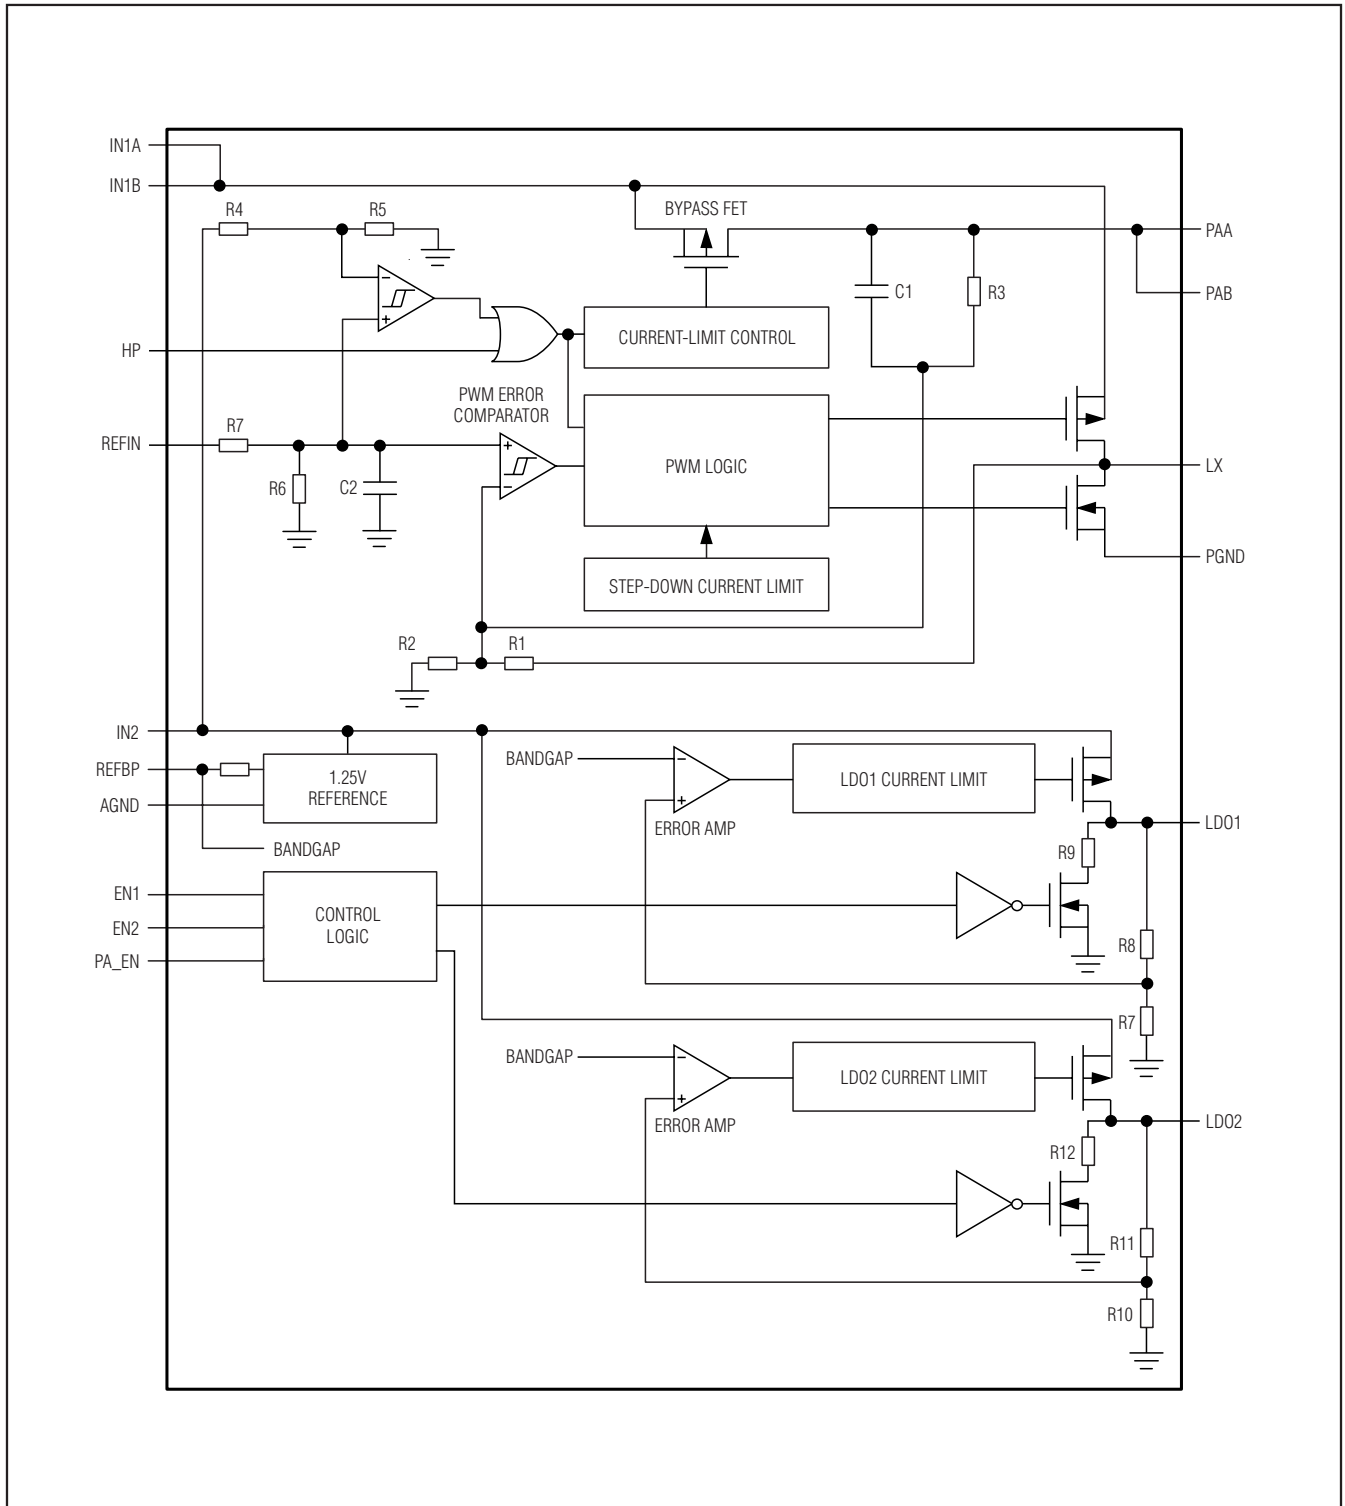 IN1A
IN1B
R4
R5
BYPASS FET
PAA
PAB
−
+
C1
R3
HP
CURRENT-LIMIT CONTROL
PWM ERROR
COMPARATOR
REFIN
R7
+
−
PWM LOGIC
LX
R6
C2
PGND
STEP-DOWN CURRENT LIMIT
R2
R1
IN2
REFBP
1.25V
REFERENCE
AGND
BANDGAP
BANDGAP
−
+
ERROR AMP
LDO1 CURRENT LIMIT
LDO1
R9
EN1
EN2
PA_EN
CONTROL
LOGIC
R8
R7
BANDGAP
−
+
ERROR AMP
LDO2 CURRENT LIMIT
LDO2
R12
R11
R10